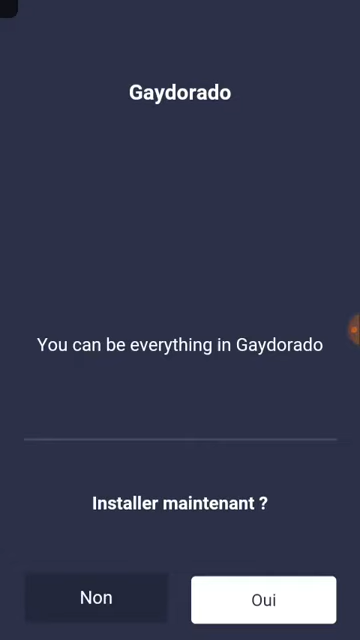 Gaydorado
You can be everything in Gaydorado
Installer maintenant ?
Non
Oui